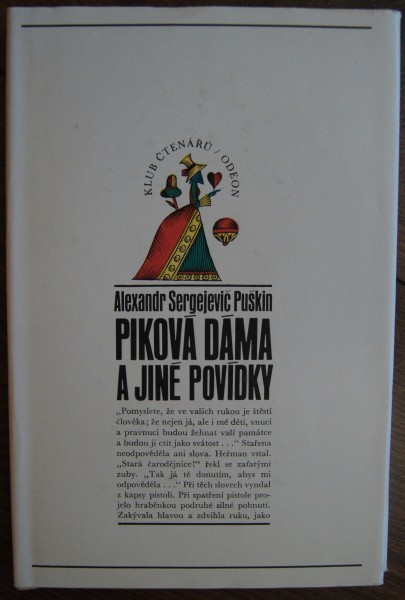 KLUB ČTENÁŘŮ / ODEON
Alexandr Sergejevič Puškin
PIKOVÁ DÁMA
A JINÉ POVÍDKY
„Pomyslete, že ve vašich rukou je štěstí
člověka; že nejen já, ale i mé děti, vnuci
a pravnuci budou žehnat vaší památce
a budou ji ctít jako svátost . . .“ Stařena
neodpověděla ani slova. Heřman vstal.
„Stará čarodějnice!“ řekl se zaťatými
zuby. „Tak já tě donutím, abys mi
odpověděla . . .“ Při těch slovech vyndal
z kapsy pistoli. Při spatření pistole pro-
jelo hraběnkou podruhé silné pohnutí.
Zakývala hlavou a zdvihla ruku, jako